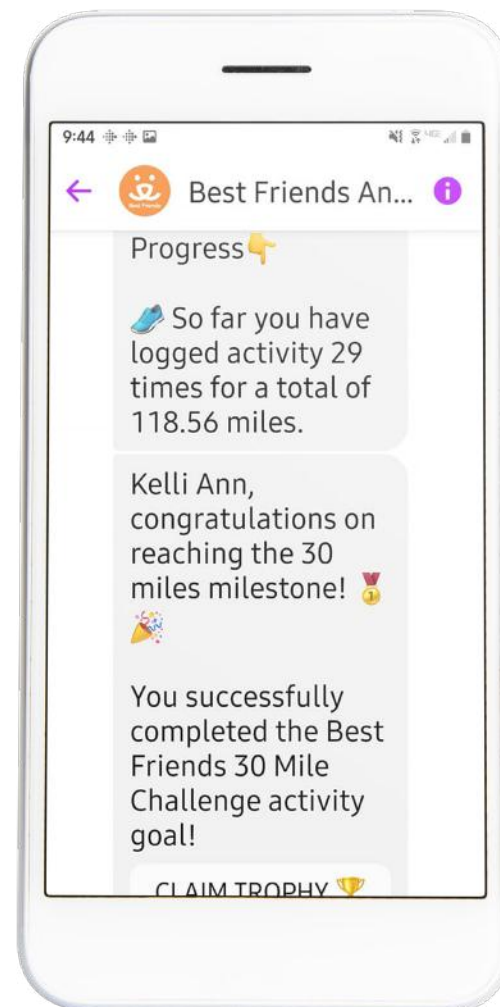 9:44
Best Friends An...
Progress👇
👟 So far you have
logged activity 29
times for a total of
118.56 miles.
Kelli Ann,
congratulations on
reaching the 30
miles milestone! 🏅
🎉
You successfully
completed the Best
Friends 30 Mile
Challenge activity
goal!
CLAIM TROPHY 🏆